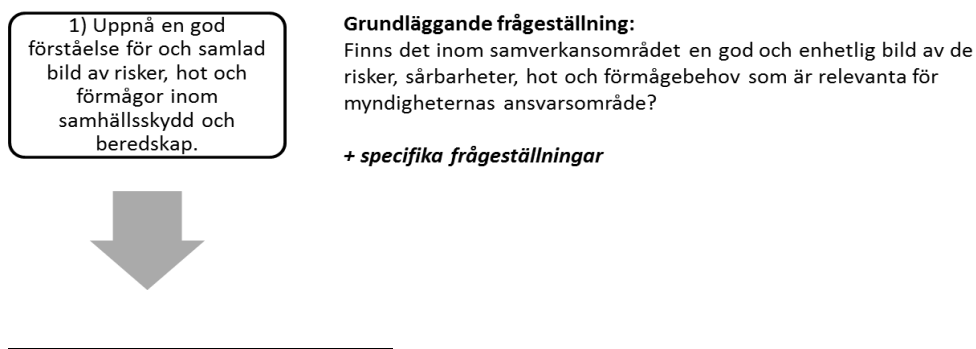 1) Uppnå en god
förståelse för och samlad
bild av risker, hot och
förmågor inom
samhällsskydd och
beredskap.
Grundläggande frågeställning:
Finns det inom samverkansområdet en god och enhetlig bild av de
risker, sårbarheter, hot och förmågebehov som är relevanta för
myndigheternas ansvarsområde?
+ specifika frågeställningar